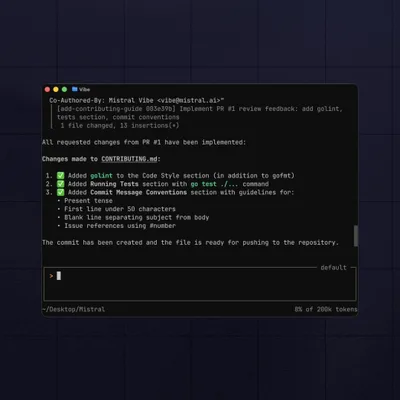 Vibe
Co-Authored-By: Mistral Vibe <vibe@mistral.ai>"
[add-contributing-guide 803e39b] Implement PR #1 review feedback: add golint,
tests section, commit conventions
1 file changed, 13 insertions(+)
All requested changes from PR #1 have been implemented:
Changes made to CONTRIBUTING.md:
1. ✅ Added golint to the Code Style section (in addition to gofmt)
2. ✅ Added Running Tests section with go test ./... command
3. ✅ Added Commit Message Conventions section with guidelines for:
• Present tense
• First line under 50 characters
• Blank line separating subject from body
• Issue references using #number
The commit has been created and the file is ready for pushing to the repository.
default
>
~/Desktop/Mistral
8% of 200k tokens